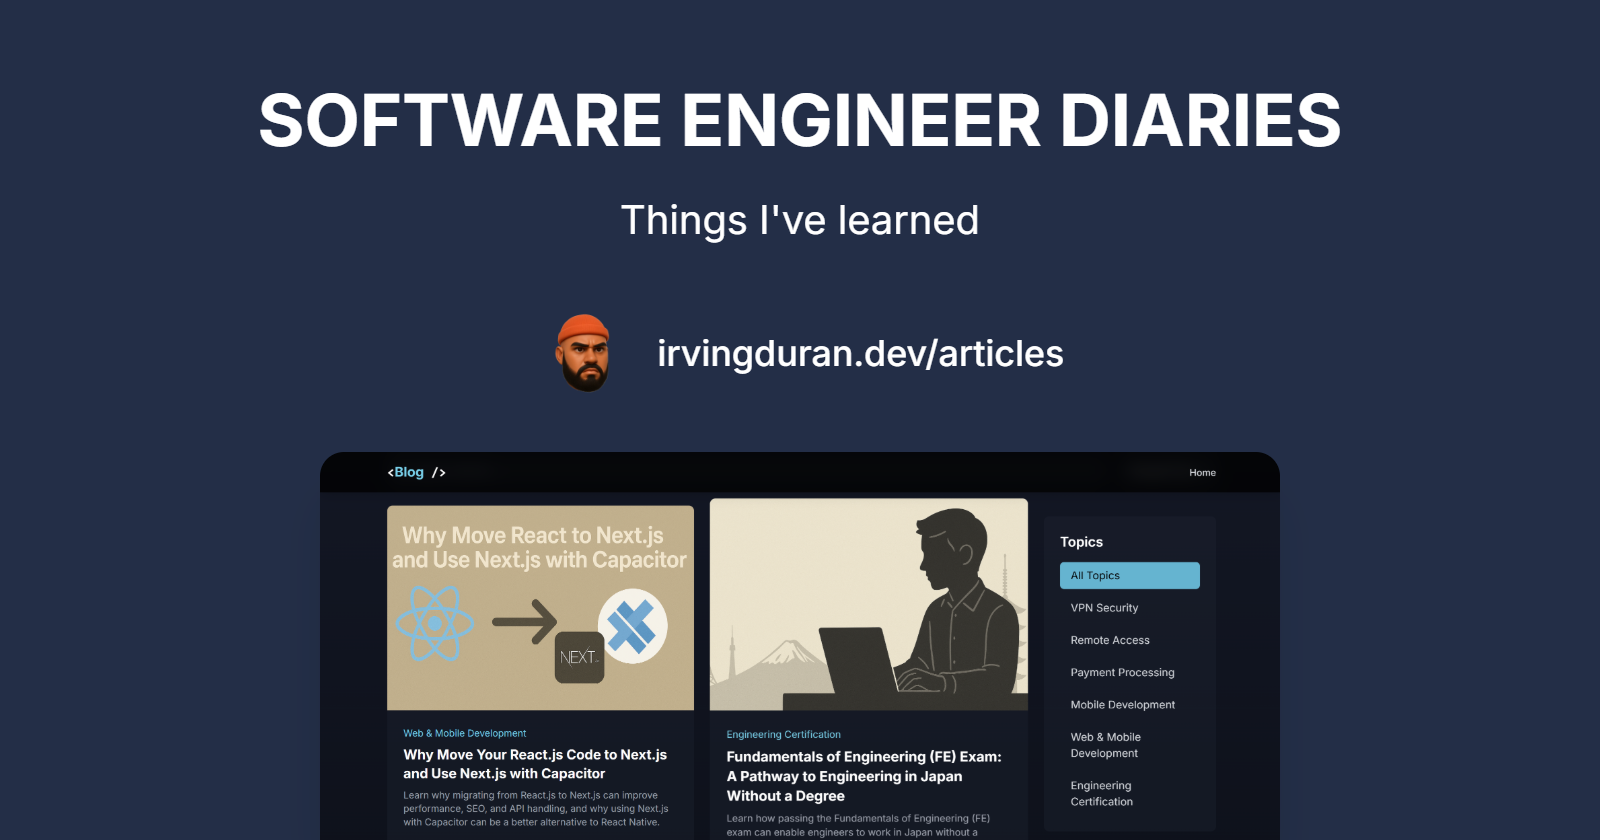 SOFTWARE ENGINEER DIARIES
Things I've learned
irvingduran.dev/articles
<Blog />
Home
Why Move React to Next.js
and Use Next.js with Capacitor
NEXT
Web & Mobile Development
Why Move Your React.js Code to Next.js
and Use Next.js with Capacitor
Learn why migrating from React.js to Next.js can improve
performance, SEO, and API handling, and why using Next.js
with Capacitor can be a better alternative to React Native.
Engineering Certification
Fundamentals of Engineering (FE) Exam:
A Pathway to Engineering in Japan
Without a Degree
Learn how passing the Fundamentals of Engineering (FE)
exam can enable engineers to work in Japan without a
Topics
All Topics
VPN Security
Remote Access
Payment Processing
Mobile Development
Web & Mobile
Development
Engineering
Certification